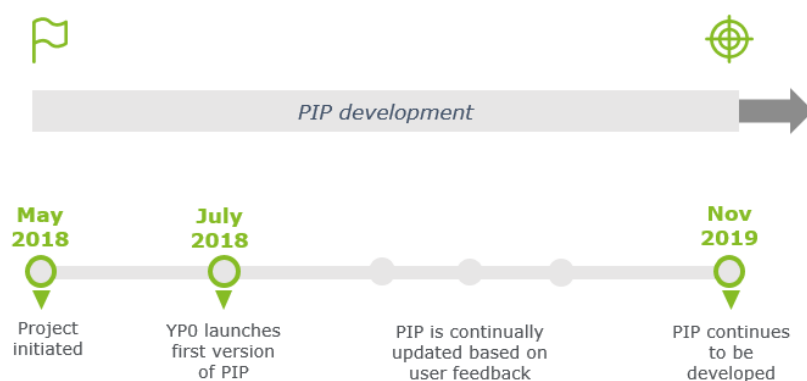 PIP development
May
2018
July
2018
Nov
2019
Project
initiated
YP0 launches
first version
of PIP
PIP is continually
updated based on
user feedback
PIP continues
to be
developed